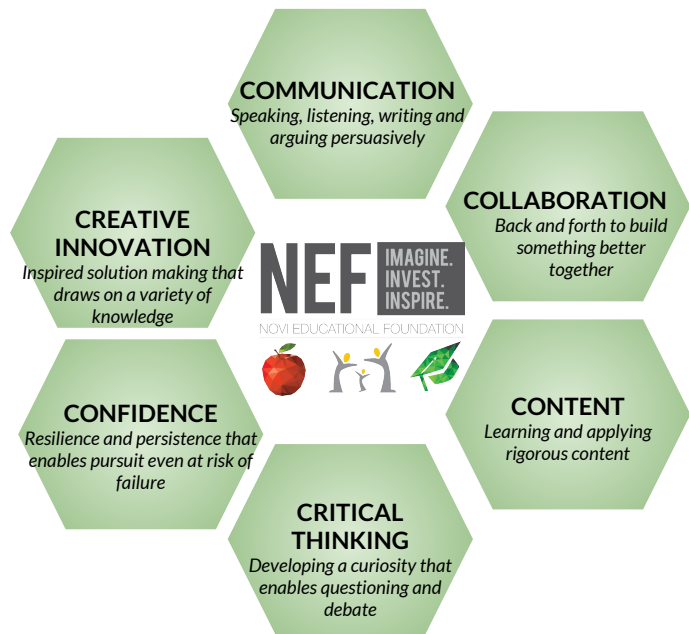 COMMUNICATION
Speaking, listening, writing and
arguing persuasively
COLLABORATION
Back and forth to build
something better
together
CREATIVE
INNOVATION
Inspired solution making that
draws on a variety of
knowledge
NEF
IMAGINE.
INVEST.
INSPIRE.
NOVI EDUCATIONAL FOUNDATION
CONTENT
Learning and applying
rigorous content
CONFIDENCE
Resilience and persistence that
enables pursuit even at risk of
failure
CRITICAL
THINKING
Developing a curiosity that
enables questioning and
debate